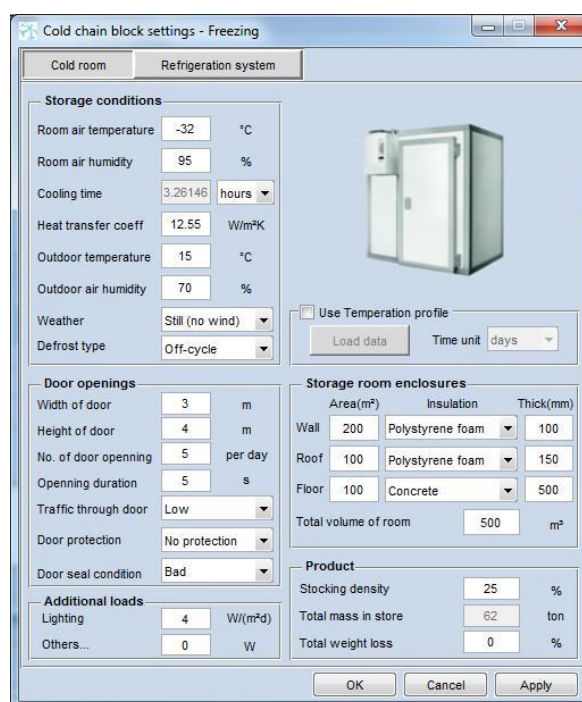 Cold chain block settings - Freezing
Cold room Refrigeration system
Storage conditions
Room air temperature -32 °C
Room air humidity 95 %
Cooling time 3.26146 hours
Heat transfer coeff 12.55 W/m²K
Outdoor temperature 15 °C
Outdoor air humidity 70 %
Weather Still (no wind)
Defrost type Off-cycle
Use Temperation profile
Load data Time unit days
Door openings
Width of door 3 m
Height of door 4 m
No. of door openning 5 per day
Openning duration 5 s
Traffic through door Low
Door protection No protection
Door seal condition Bad
Additional loads
Lighting 4 W/(m²d)
Others... 0 W
Storage room enclosures
Area(m²) Insulation Thick(mm)
Wall 200 Polystyrene foam 100
Roof 100 Polystyrene foam 150
Floor 100 Concrete 500
Total volume of room 500 m³
Product
Stocking density 25 %
Total mass in store 62 ton
Total weight loss 0 %
OK Cancel Apply